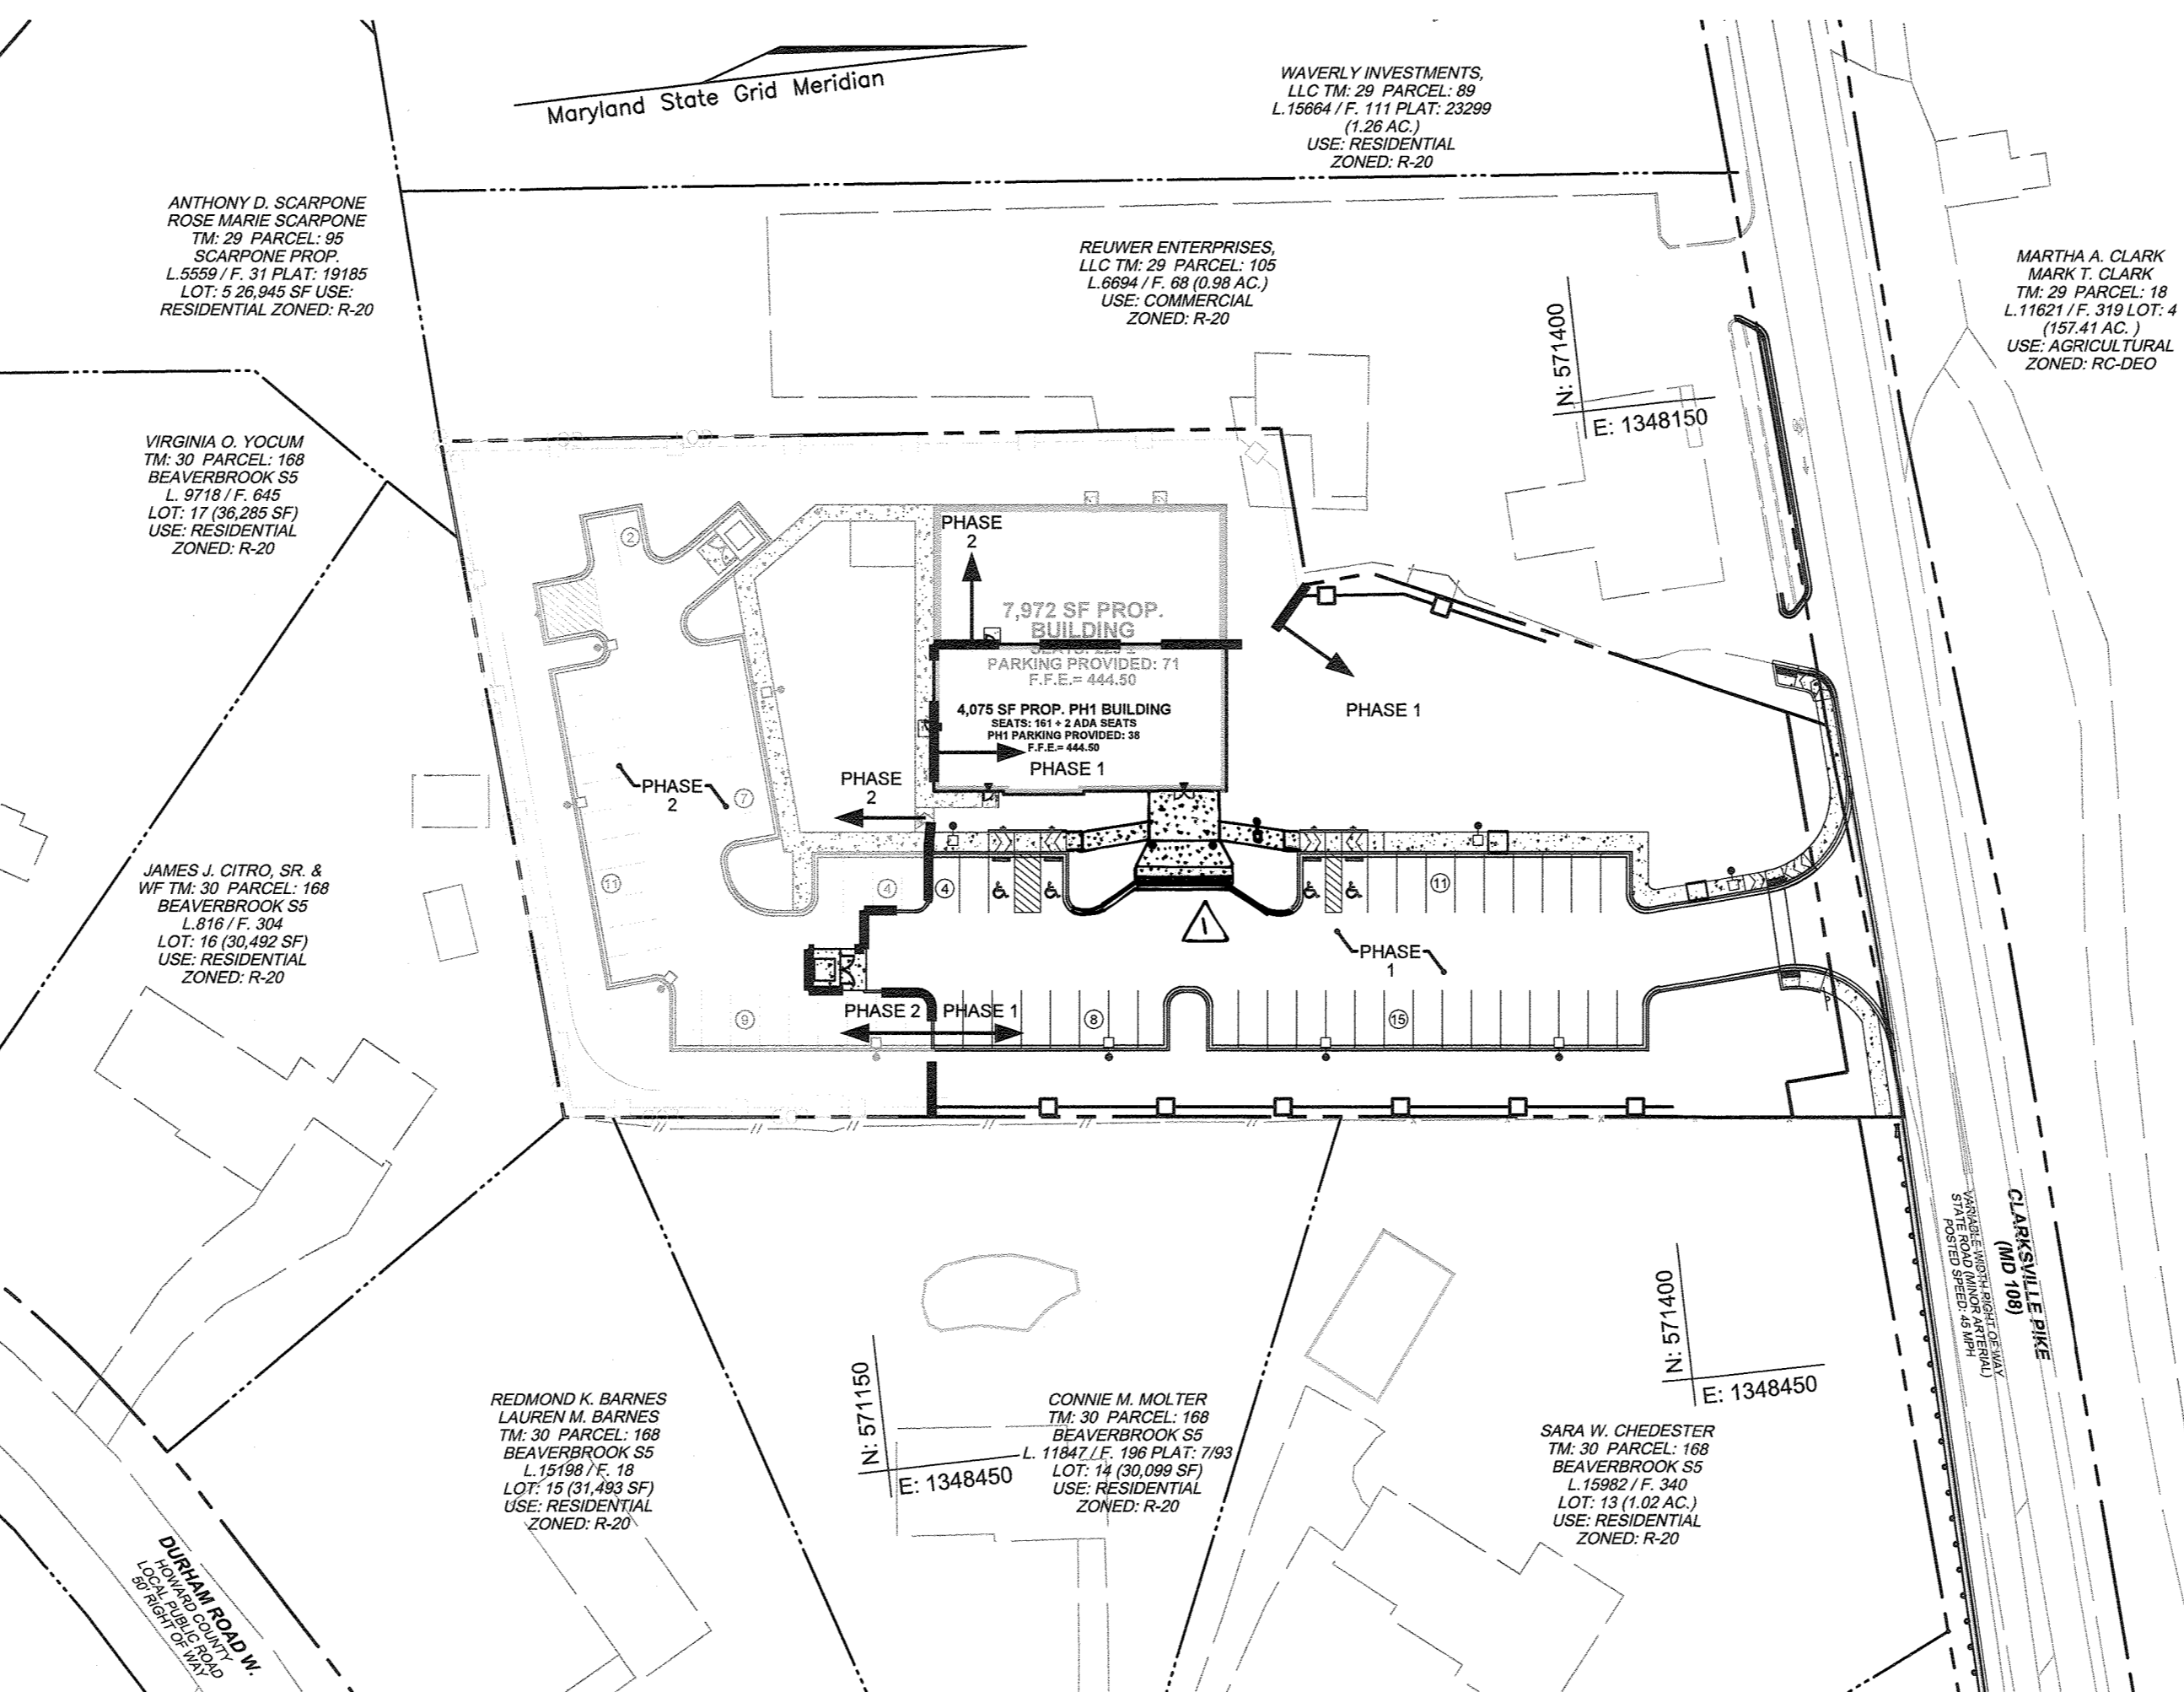 Maryland State Grid Meridian
WAVERLY INVESTMENTS,
LLC TM: 29 PARCEL: 89
L.15664 / F. 111 PLAT: 23299
(1.26 AC.)
USE: RESIDENTIAL
ZONED: R-20
ANTHONY D. SCARPONE
ROSE MARIE SCARPONE
TM: 29 PARCEL: 95
SCARPONE PROP.
L.5559 / F. 31 PLAT: 19185
LOT: 5 26,945 SF USE:
RESIDENTIAL ZONED: R-20
REUWER ENTERPRISES,
LLC TM: 29 PARCEL: 105
L.6694 / F. 68 (0.98 AC.)
USE: COMMERCIAL
ZONED: R-20
MARTHA A. CLARK
MARK T. CLARK
TM: 29 PARCEL: 18
L.11621 / F. 319 LOT: 4
(157.41 AC. )
USE: AGRICULTURAL
ZONED: RC-DEO
N: 571400
E: 1348150
VIRGINIA O. YOCUM
TM: 30 PARCEL: 168
BEAVERBROOK S5
L. 9718 / F. 645
LOT: 17 (36,285 SF)
USE: RESIDENTIAL
ZONED: R-20
PHASE
2
2
7,972 SF PROP.
BUILDING
PARKING PROVIDED: 71
F.F.E.= 444.50
4,075 SF PROP. PH1 BUILDING
SEATS: 161 + 2 ADA SEATS
PH1 PARKING PROVIDED: 38
F.F.E.= 444.50
PHASE 1
PHASE 1
PHASE
2
7
PHASE
2
JAMES J. CITRO, SR. &
WF TM: 30 PARCEL: 168
BEAVERBROOK S5
L.816 / F. 304
LOT: 16 (30,492 SF)
USE: RESIDENTIAL
ZONED: R-20
11
4
4
11
1
PHASE
1
PHASE 2
PHASE 1
9
8
15
CLARKSVILLE PIKE
(MD 108)
VARIABLE WIDTH RIGHT OF WAY
STATE ROAD (MINOR ARTERIAL)
POSTED SPEED: 45 MPH
N: 571400
E: 1348450
N: 571150
E: 1348450
REDMOND K. BARNES
LAUREN M. BARNES
TM: 30 PARCEL: 168
BEAVERBROOK S5
L.15198 / F. 18
LOT: 15 (31,493 SF)
USE: RESIDENTIAL
ZONED: R-20
CONNIE M. MOLTER
TM: 30 PARCEL: 168
BEAVERBROOK S5
L. 11847 / F. 196 PLAT: 7/93
LOT: 14 (30,099 SF)
USE: RESIDENTIAL
ZONED: R-20
SARA W. CHEDESTER
TM: 30 PARCEL: 168
BEAVERBROOK S5
L.15982 / F. 340
LOT: 13 (1.02 AC.)
USE: RESIDENTIAL
ZONED: R-20
DURHAM ROAD W.
HOWARD COUNTY
LOCAL PUBLIC ROAD
50' RIGHT OF WAY